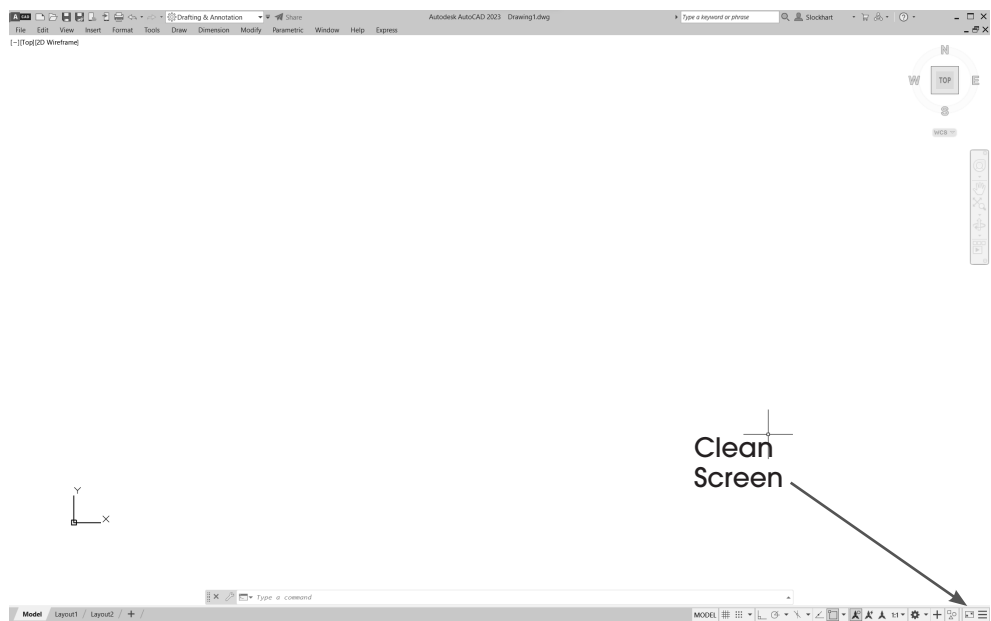 A CAD Drafting & Annotation Share Autodesk AutoCAD 2023 Drawing1.dwg Type a keyword or phrase Slockhart
File Edit View Insert Format Tools Draw Dimension Modify Parametric Window Help Express
[−][Top][2D Wireframe]
N
W TOP E
S
WCS
Clean
Screen
Y
X
Type a command
Model Layout1 Layout2 + MODEL 1:1